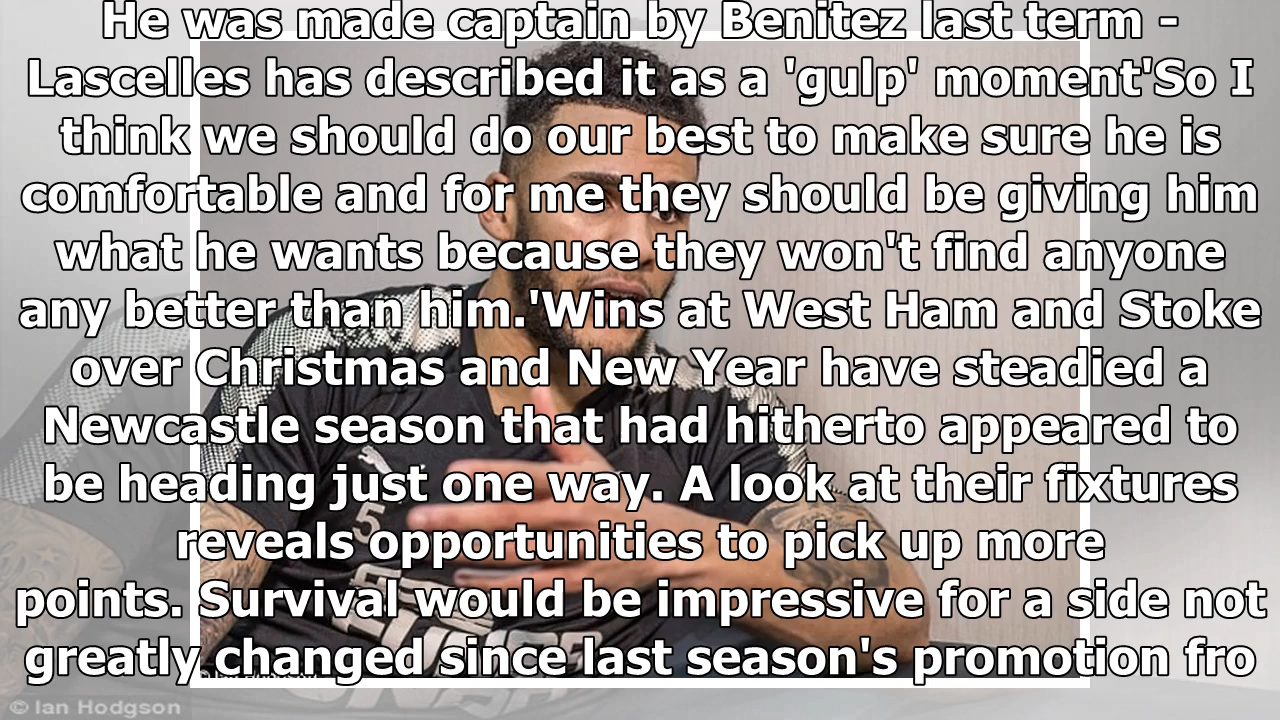 He was made captain by Benitez last term -
Lascelles has described it as a 'gulp' moment'So I
think we should do our best to make sure he is
comfortable and for me they should be giving him
what he wants because they won't find anyone
any better than him.'Wins at West Ham and Stoke
over Christmas and New Year have steadied a
Newcastle season that had hitherto appeared to
be heading just one way. A look at their fixtures
reveals opportunities to pick up more
points. Survival would be impressive for a side not
greatly changed since last season's promotion fro
© Ian Hodgson